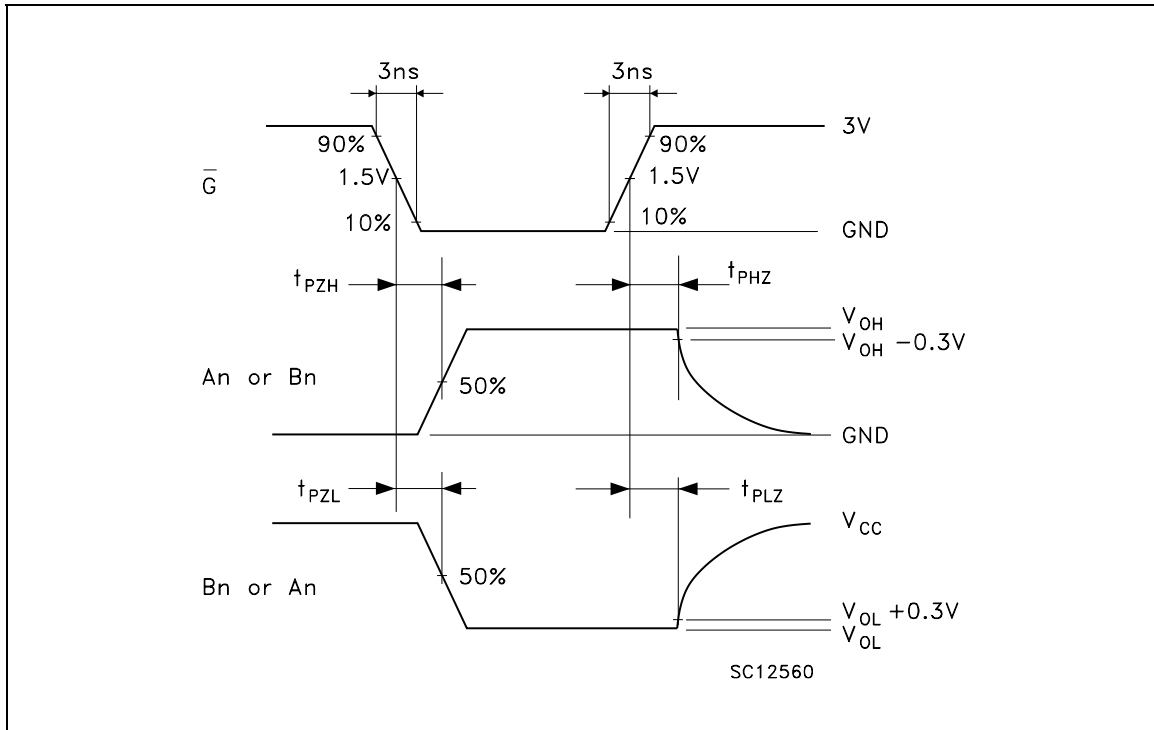 3ns 3ns
3V
90% 90%
1.5V 1.5V
G̅
10% 10%
GND
tPZH tPHZ
VOH
VOH −0.3V
An or Bn
50%
GND
tPZL tPLZ
VCC
50%
Bn or An
VOL +0.3V
VOL
SC12560